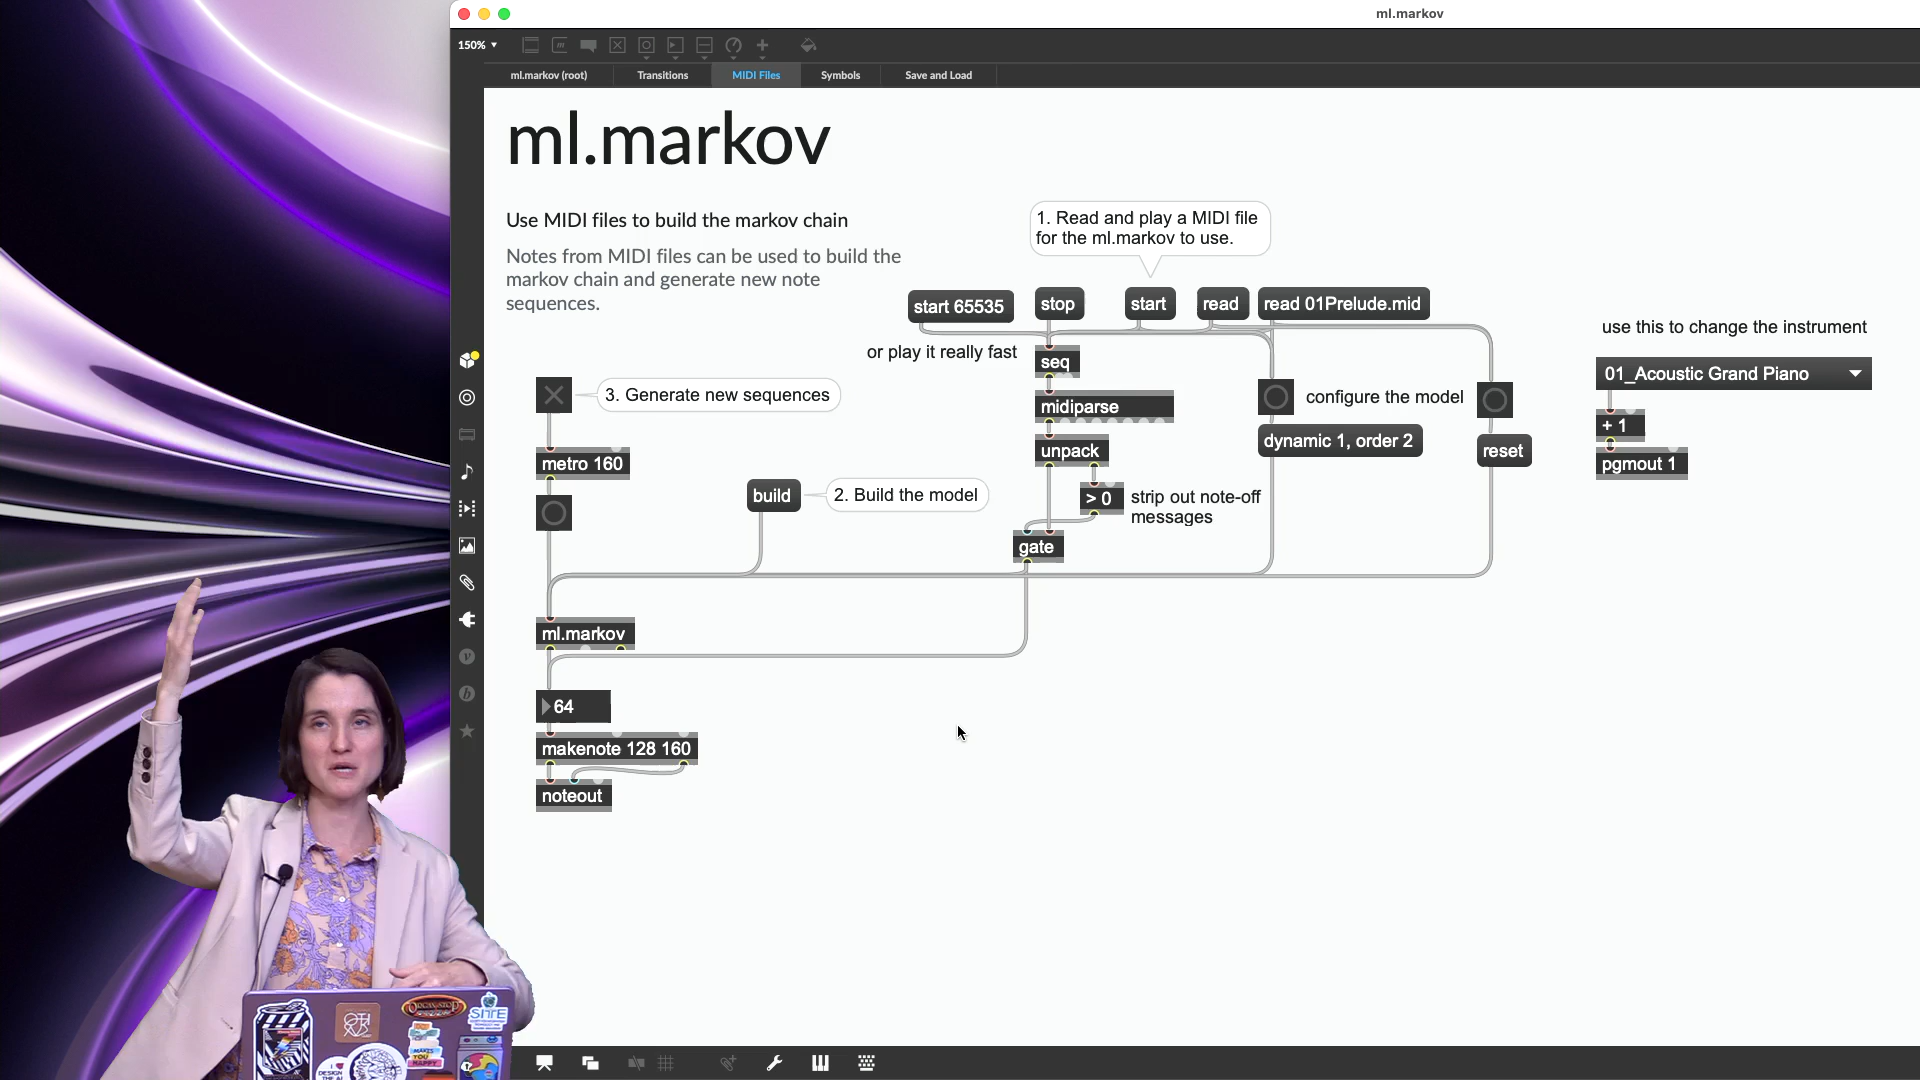 ml.markov
150%
ml.markov (root)
Transitions
MIDI Files
Symbols
Save and Load
ml.markov
Use MIDI files to build the markov chain
Notes from MIDI files can be used to build the
markov chain and generate new note
sequences.
1. Read and play a MIDI file
for the ml.markov to use.
start 65535
stop
start
read
read 01Prelude.mid
or play it really fast
seq
use this to change the instrument
01_Acoustic Grand Piano
+ 1
pgmout 1
3. Generate new sequences
midiparse
configure the model
dynamic 1, order 2
reset
metro 160
unpack
build
2. Build the model
> 0
strip out note-off
messages
gate
ml.markov
64
makenote 128 160
noteout
SITE
MAKES
YOU
HAPPY
I
DESIGN